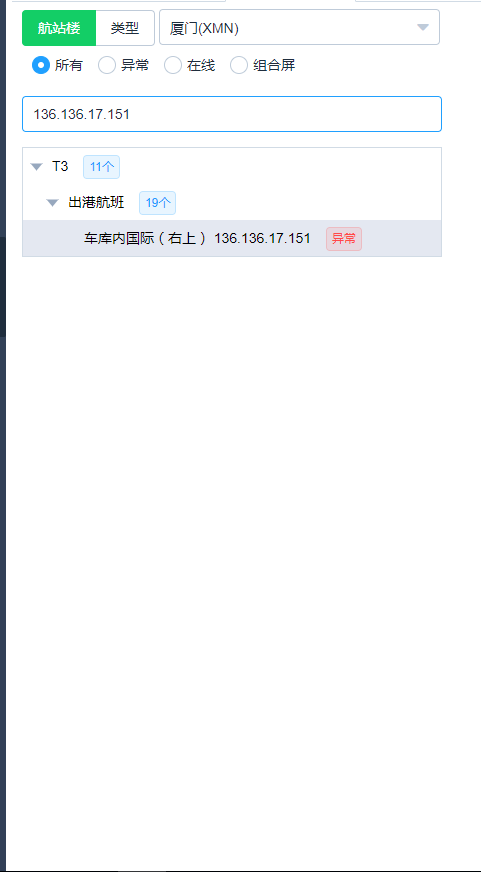 航站楼 类型 厦门(XMN)
所有 异常 在线 组合屏
136.136.17.151
T3 11个
出港航班 19个
车库内国际（右上） 136.136.17.151 异常